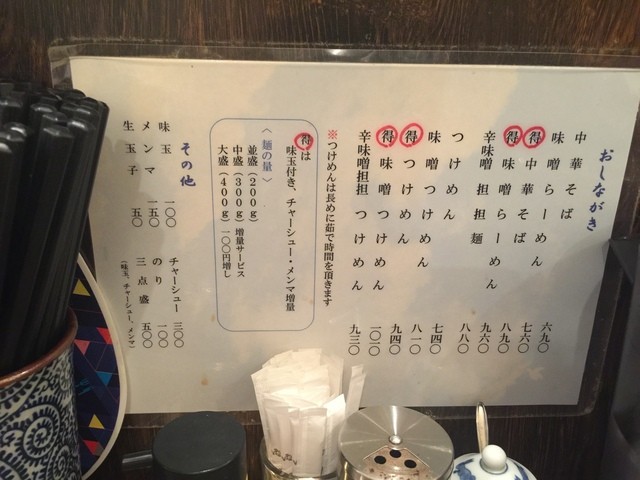 おしながき
中華そば 六九〇
味噌らーめん 七六〇
得 中華そば 八九〇
得 味噌らーめん 九六〇
辛味噌担担麺 八八〇
つけめん 七四〇
味噌つけめん 八一〇
得 つけめん 九四〇
得 味噌つけめん 一〇一〇
辛味噌担担つけめん 九三〇
※つけめんは長めに茹で時間を頂きます
得は
味玉付き、チャーシュー・メンマ増量
〈麺の量〉
並盛(200g)
中盛(300g)増量サービス
大盛(400g)一〇〇円増し
その他
味玉 一〇〇
メンマ 一五〇
生玉子 五〇
チャーシュー 三〇〇
のり 一〇〇
三点盛 五〇〇
(味玉、チャーシュー、メンマ)